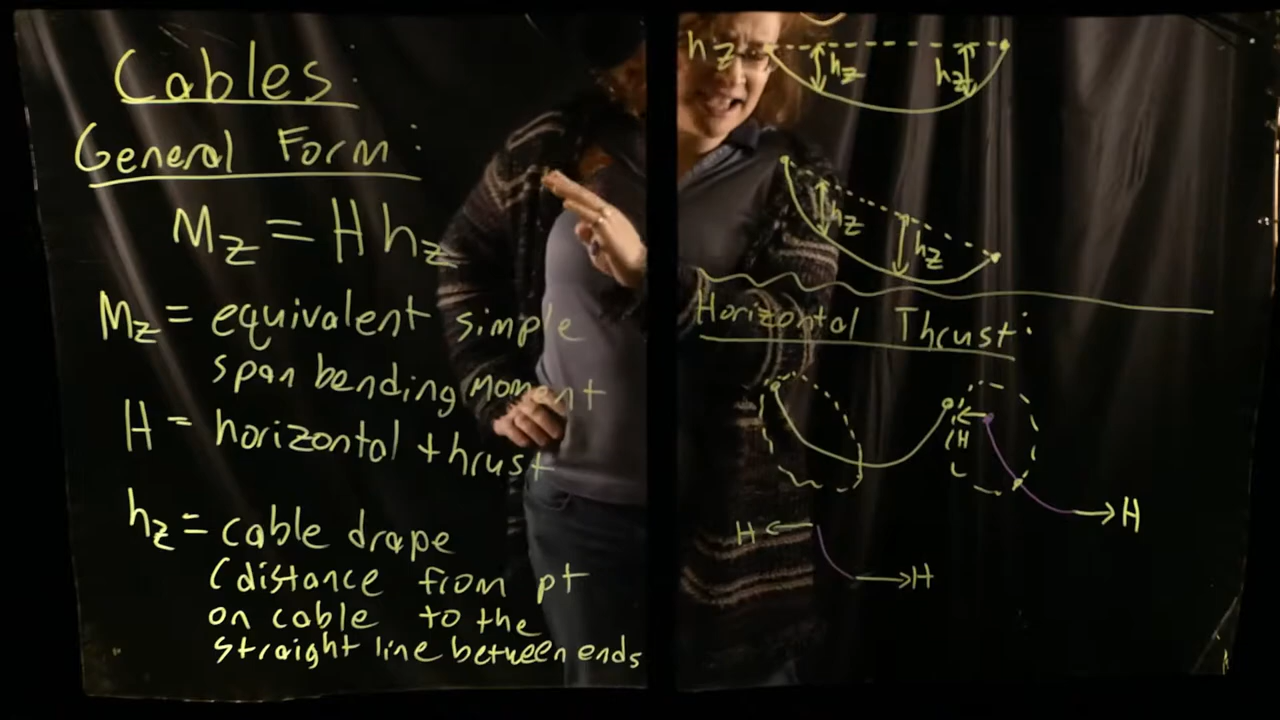 Cables:
General Form:
Mz = Hhz
Mz = equivalent simple
span bending moment
H = horizontal thrust
hz = cable drape
(distance from pt
on cable to the
straight line between ends
hz
hz
hz
hz
hz
Horizontal Thrust:
H
H
H
H